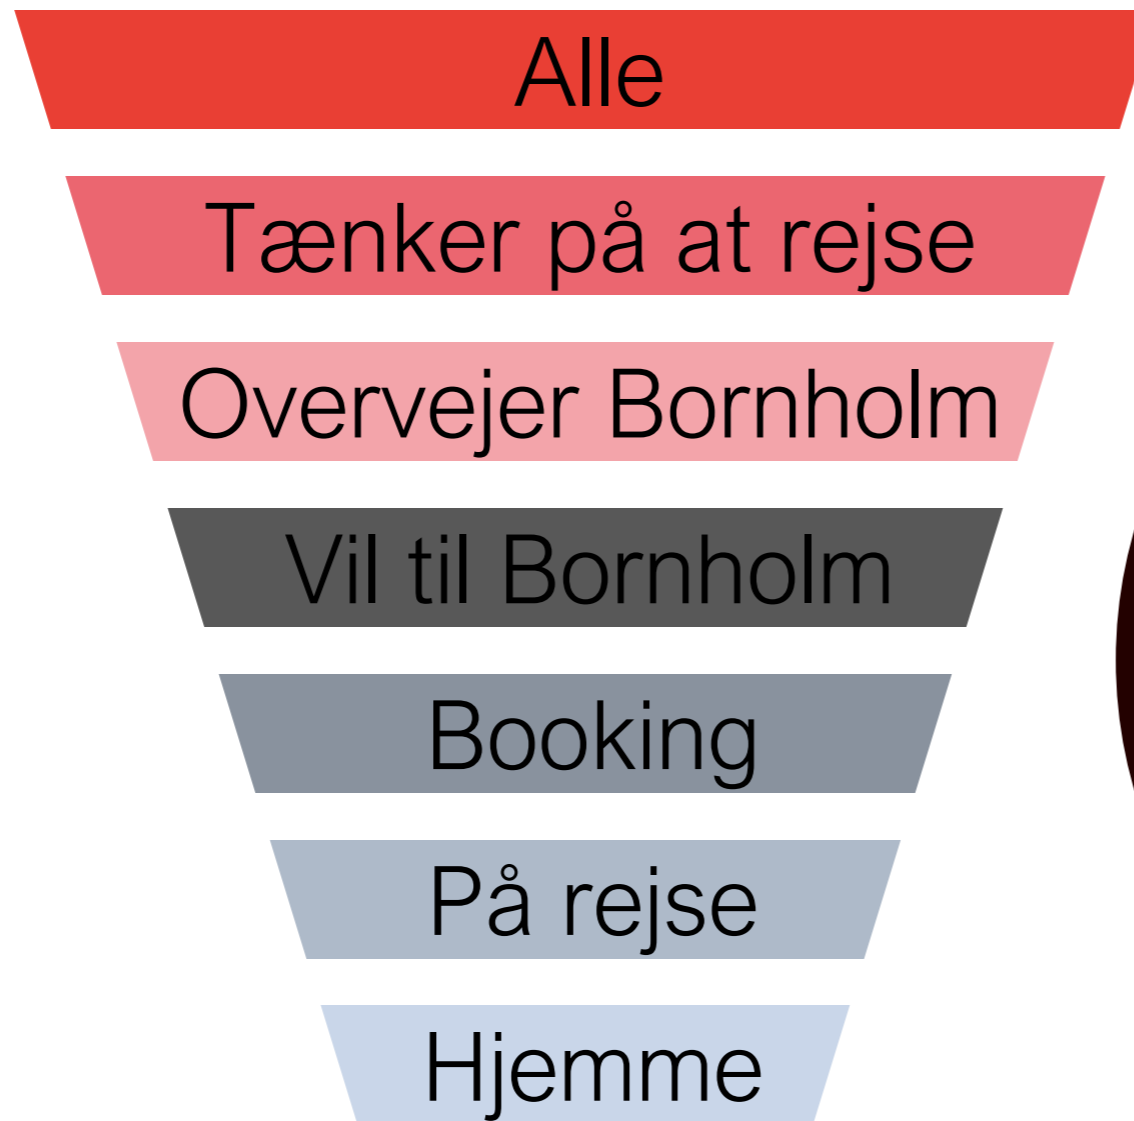 Alle
Tænker på at rejse
Overvejer Bornholm
Vil til Bornholm
Booking
På rejse
Hjemme